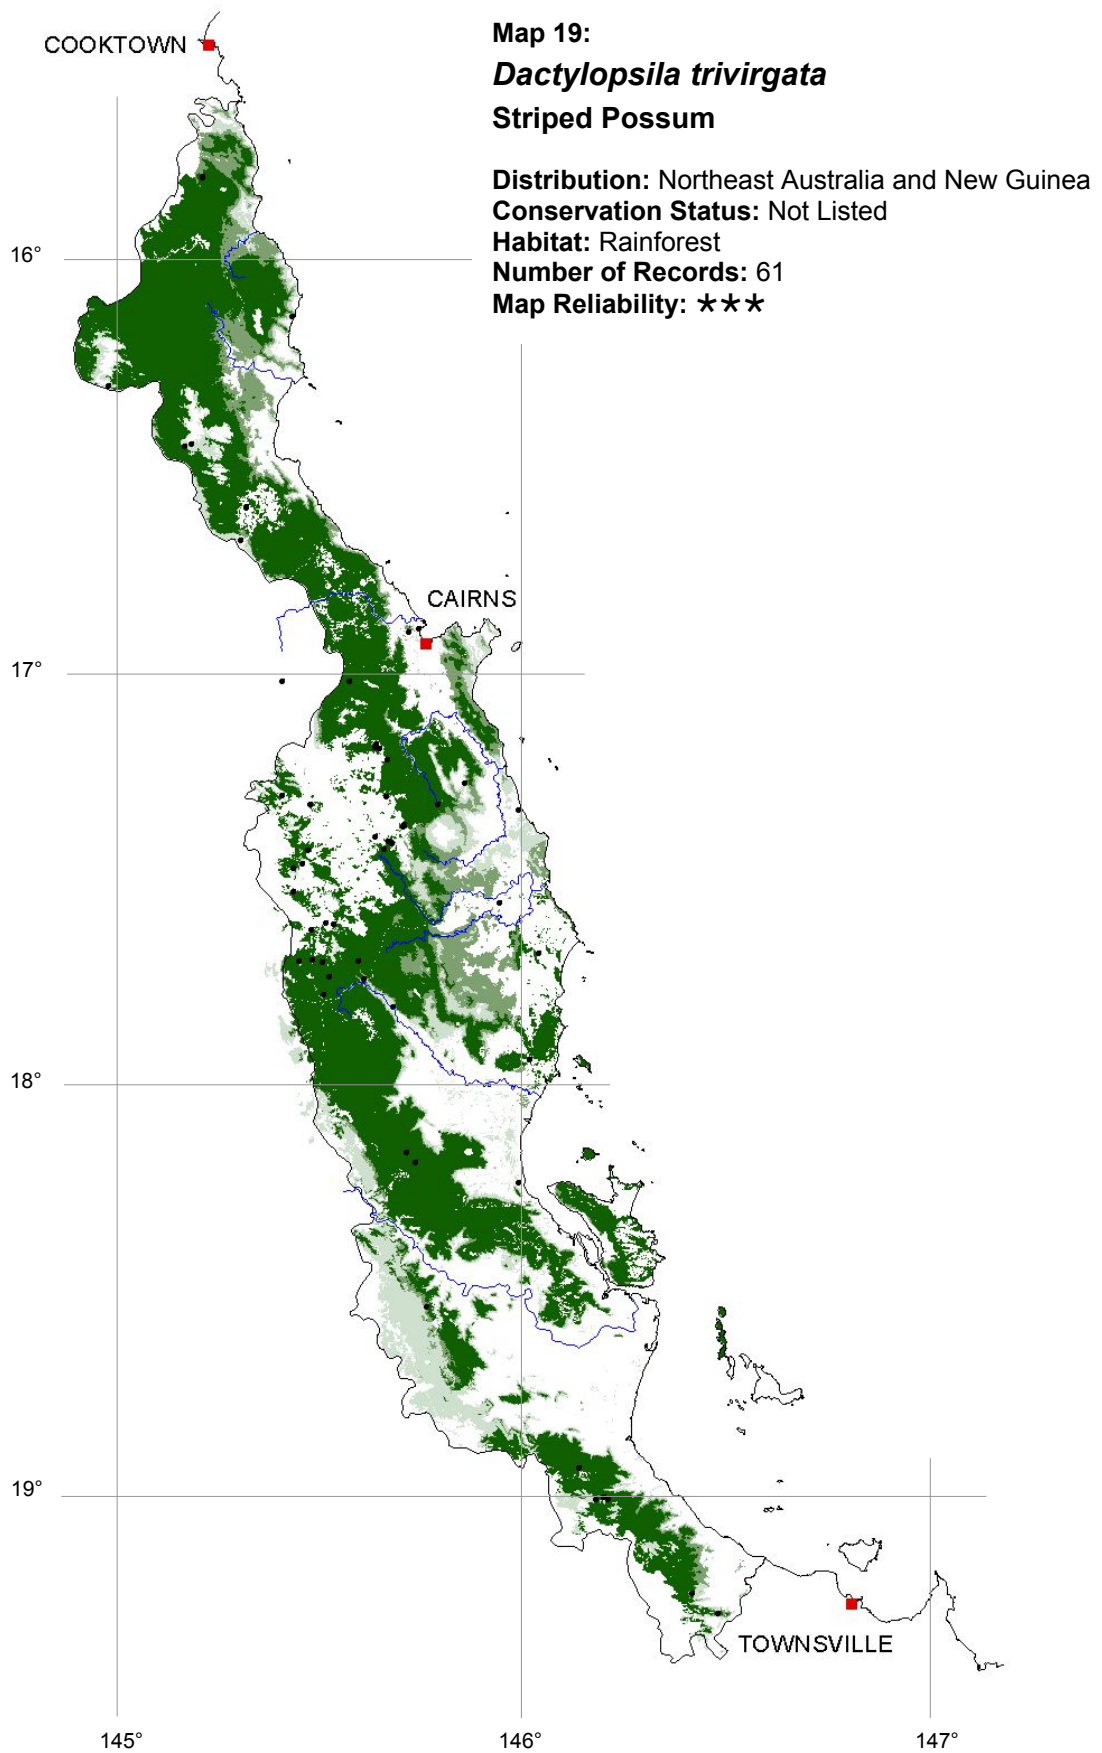 COOKTOWN
Map 19:
Dactylopsila trivirgata
Striped Possum
Distribution: Northeast Australia and New Guinea
Conservation Status: Not Listed
Habitat: Rainforest
Number of Records: 61
Map Reliability: ***
16°
CAIRNS
17°
18°
19°
TOWNSVILLE
145°
146°
147°